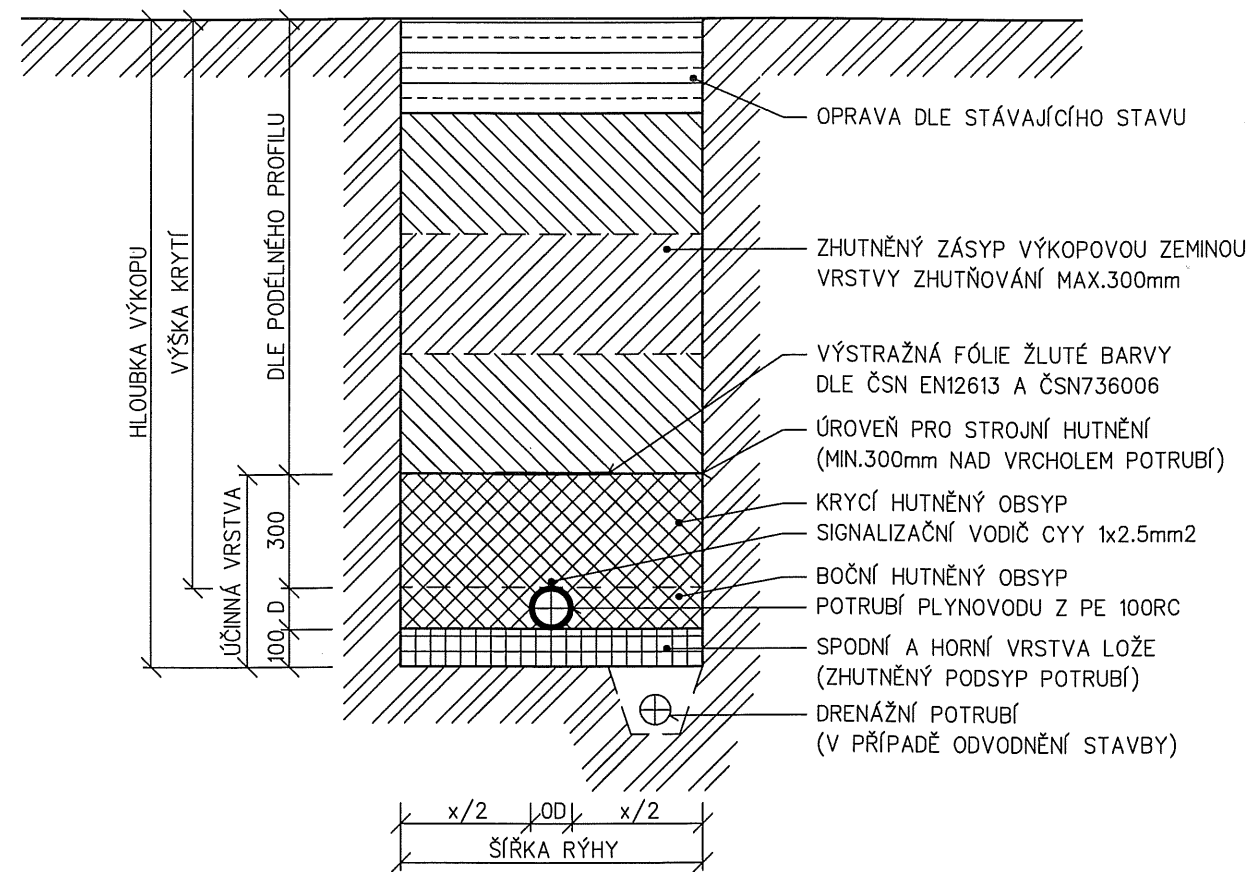 OPRAVA DLE STÁVAJÍCÍHO STAVU
ZHUTNĚNÝ ZÁSYP VÝKOPOVOU ZEMINOU
VRSTVY ZHUTŇOVÁNÍ MAX.300mm
VÝSTRAŽNÁ FÓLIE ŽLUTÉ BARVY
DLE ČSN EN12613 A ČSN736006
ÚROVEŇ PRO STROJNÍ HUTNĚNÍ
(MIN.300mm NAD VRCHOLEM POTRUBÍ)
KRYCÍ HUTNĚNÝ OBSYP
SIGNALIZAČNÍ VODIČ CYY 1x2.5mm2
BOČNÍ HUTNĚNÝ OBSYP
POTRUBÍ PLYNOVODU Z PE 100RC
SPODNÍ A HORNÍ VRSTVA LOŽE
(ZHUTNĚNÝ PODSYP POTRUBÍ)
DRENÁŽNÍ POTRUBÍ
(V PŘÍPADĚ ODVODNĚNÍ STAVBY)
HLOUBKA VÝKOPU
VÝŠKA KRYTÍ
DLE PODÉLNÉHO PROFILU
ÚČINNÁ VRSTVA
300
D
100
x/2
OD
x/2
ŠÍŘKA RÝHY